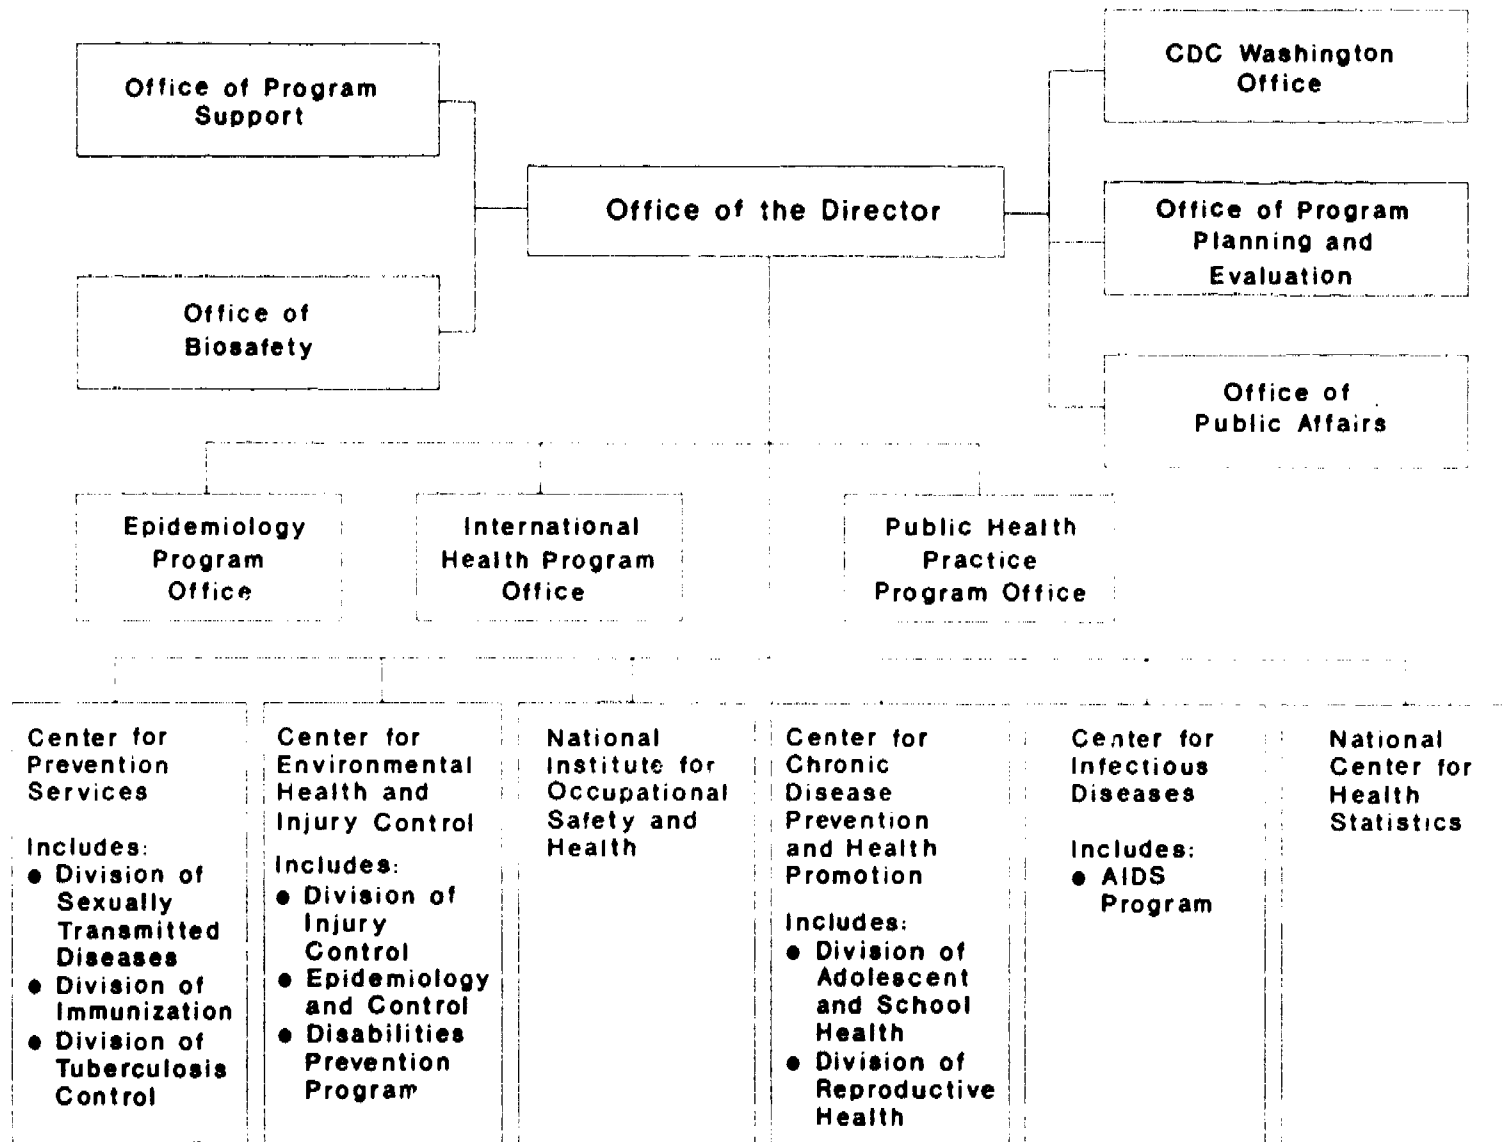 Office of Program
Support
CDC Washington
Office
Office of the Director
Office of Program
Planning and
Evaluation
Office of
Biosafety
Office of
Public Affairs
Epidemiology
Program
Office
International
Health Program
Office
Public Health
Practice
Program Office
Center for
Prevention
Services
Includes:
● Division of
Sexually
Transmitted
Diseases
● Division of
Immunization
● Division of
Tuberculosis
Control
Center for
Environmental
Health and
Injury Control
Includes:
● Division of
Injury
Control
● Epidemiology
and Control
● Disabilities
Prevention
Program
National
Institute for
Occupational
Safety and
Health
Center for
Chronic
Disease
Prevention
and Health
Promotion
Includes:
● Division of
Adolescent
and School
Health
● Division of
Reproductive
Health
Center for
Infectious
Diseases
Includes:
● AIDS
Program
National
Center for
Health
Statistics